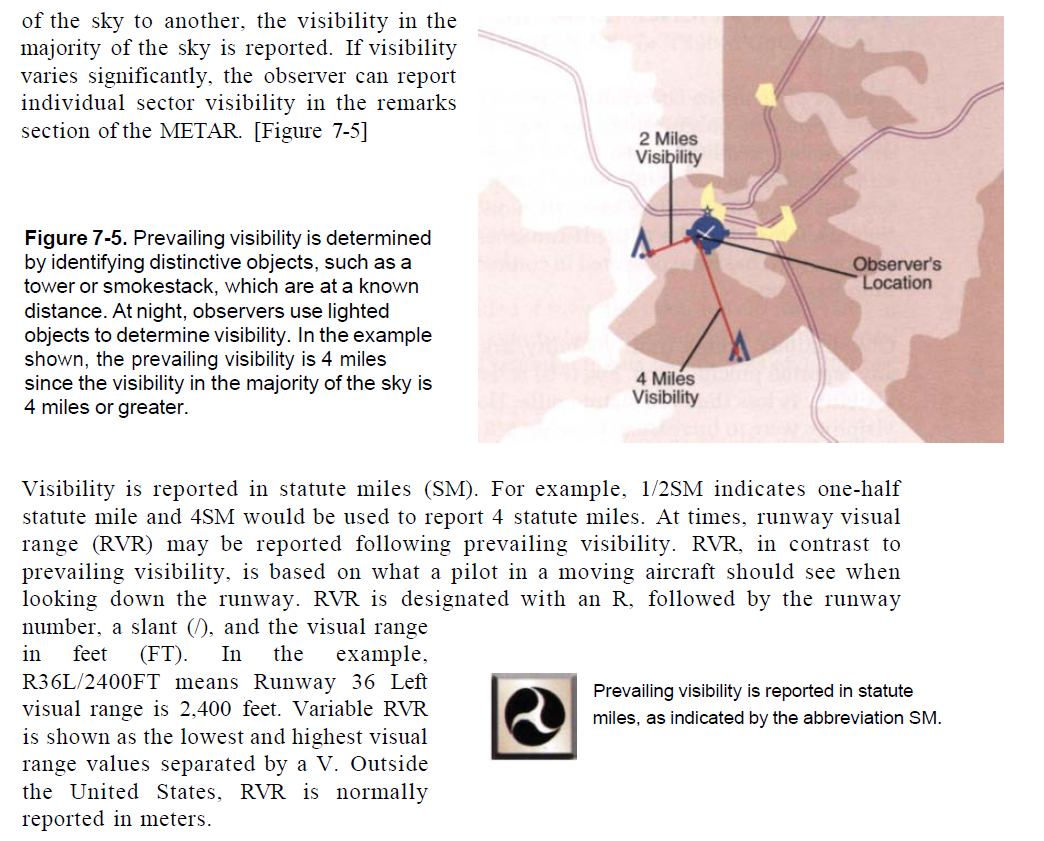 of the sky to another, the visibility in the
majority of the sky is reported. If visibility
varies significantly, the observer can report
individual sector visibility in the remarks
section of the METAR. [Figure 7-5]
Figure 7-5. Prevailing visibility is determined
by identifying distinctive objects, such as a
tower or smokestack, which are at a known
distance. At night, observers use lighted
objects to determine visibility. In the example
shown, the prevailing visibility is 4 miles
since the visibility in the majority of the sky is
4 miles or greater.
2 Miles
Visibility
Observer's
Location
4 Miles
Visibility
Visibility is reported in statute miles (SM). For example, 1/2SM indicates one-half
statute mile and 4SM would be used to report 4 statute miles. At times, runway visual
range (RVR) may be reported following prevailing visibility. RVR, in contrast to
prevailing visibility, is based on what a pilot in a moving aircraft should see when
looking down the runway. RVR is designated with an R, followed by the runway
number, a slant (/), and the visual range
in feet (FT). In the example,
R36L/2400FT means Runway 36 Left
visual range is 2,400 feet. Variable RVR
is shown as the lowest and highest visual
range values separated by a V. Outside
the United States, RVR is normally
reported in meters.
Prevailing visibility is reported in statute
miles, as indicated by the abbreviation SM.